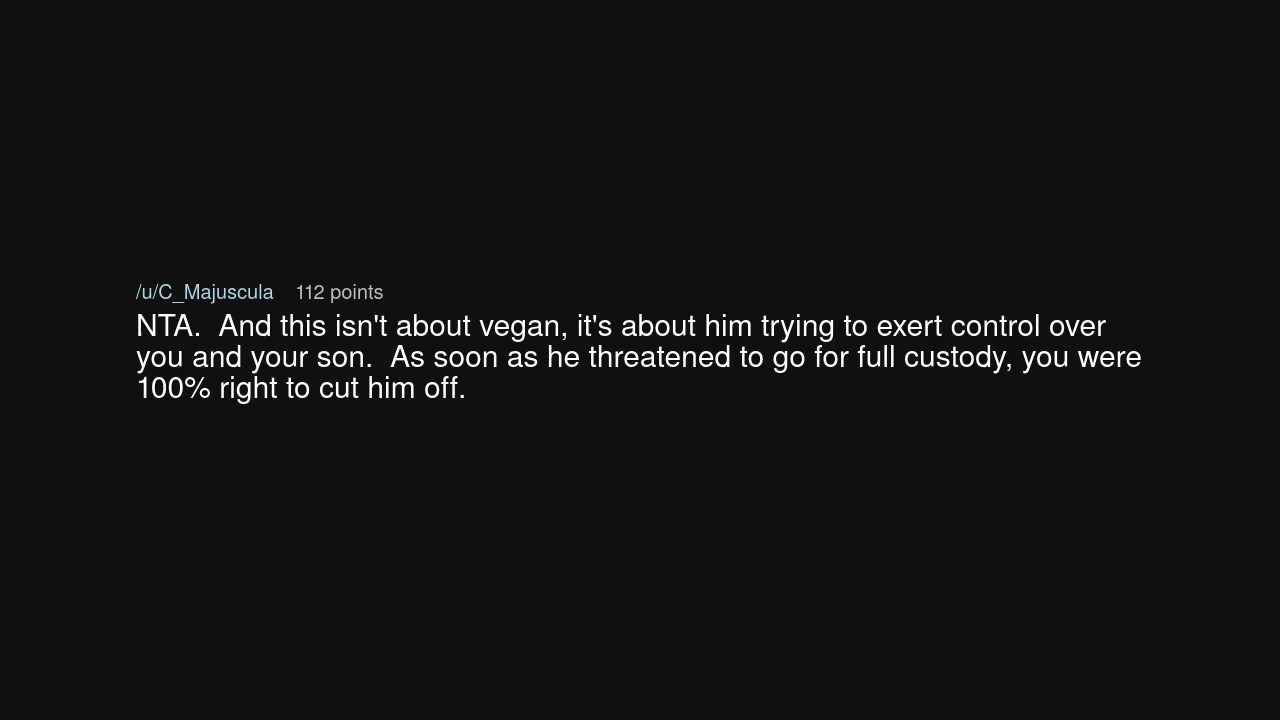 /u/C_Majuscula 112 points
NTA.  And this isn't about vegan, it's about him trying to exert control over
you and your son.  As soon as he threatened to go for full custody, you were
100% right to cut him off.